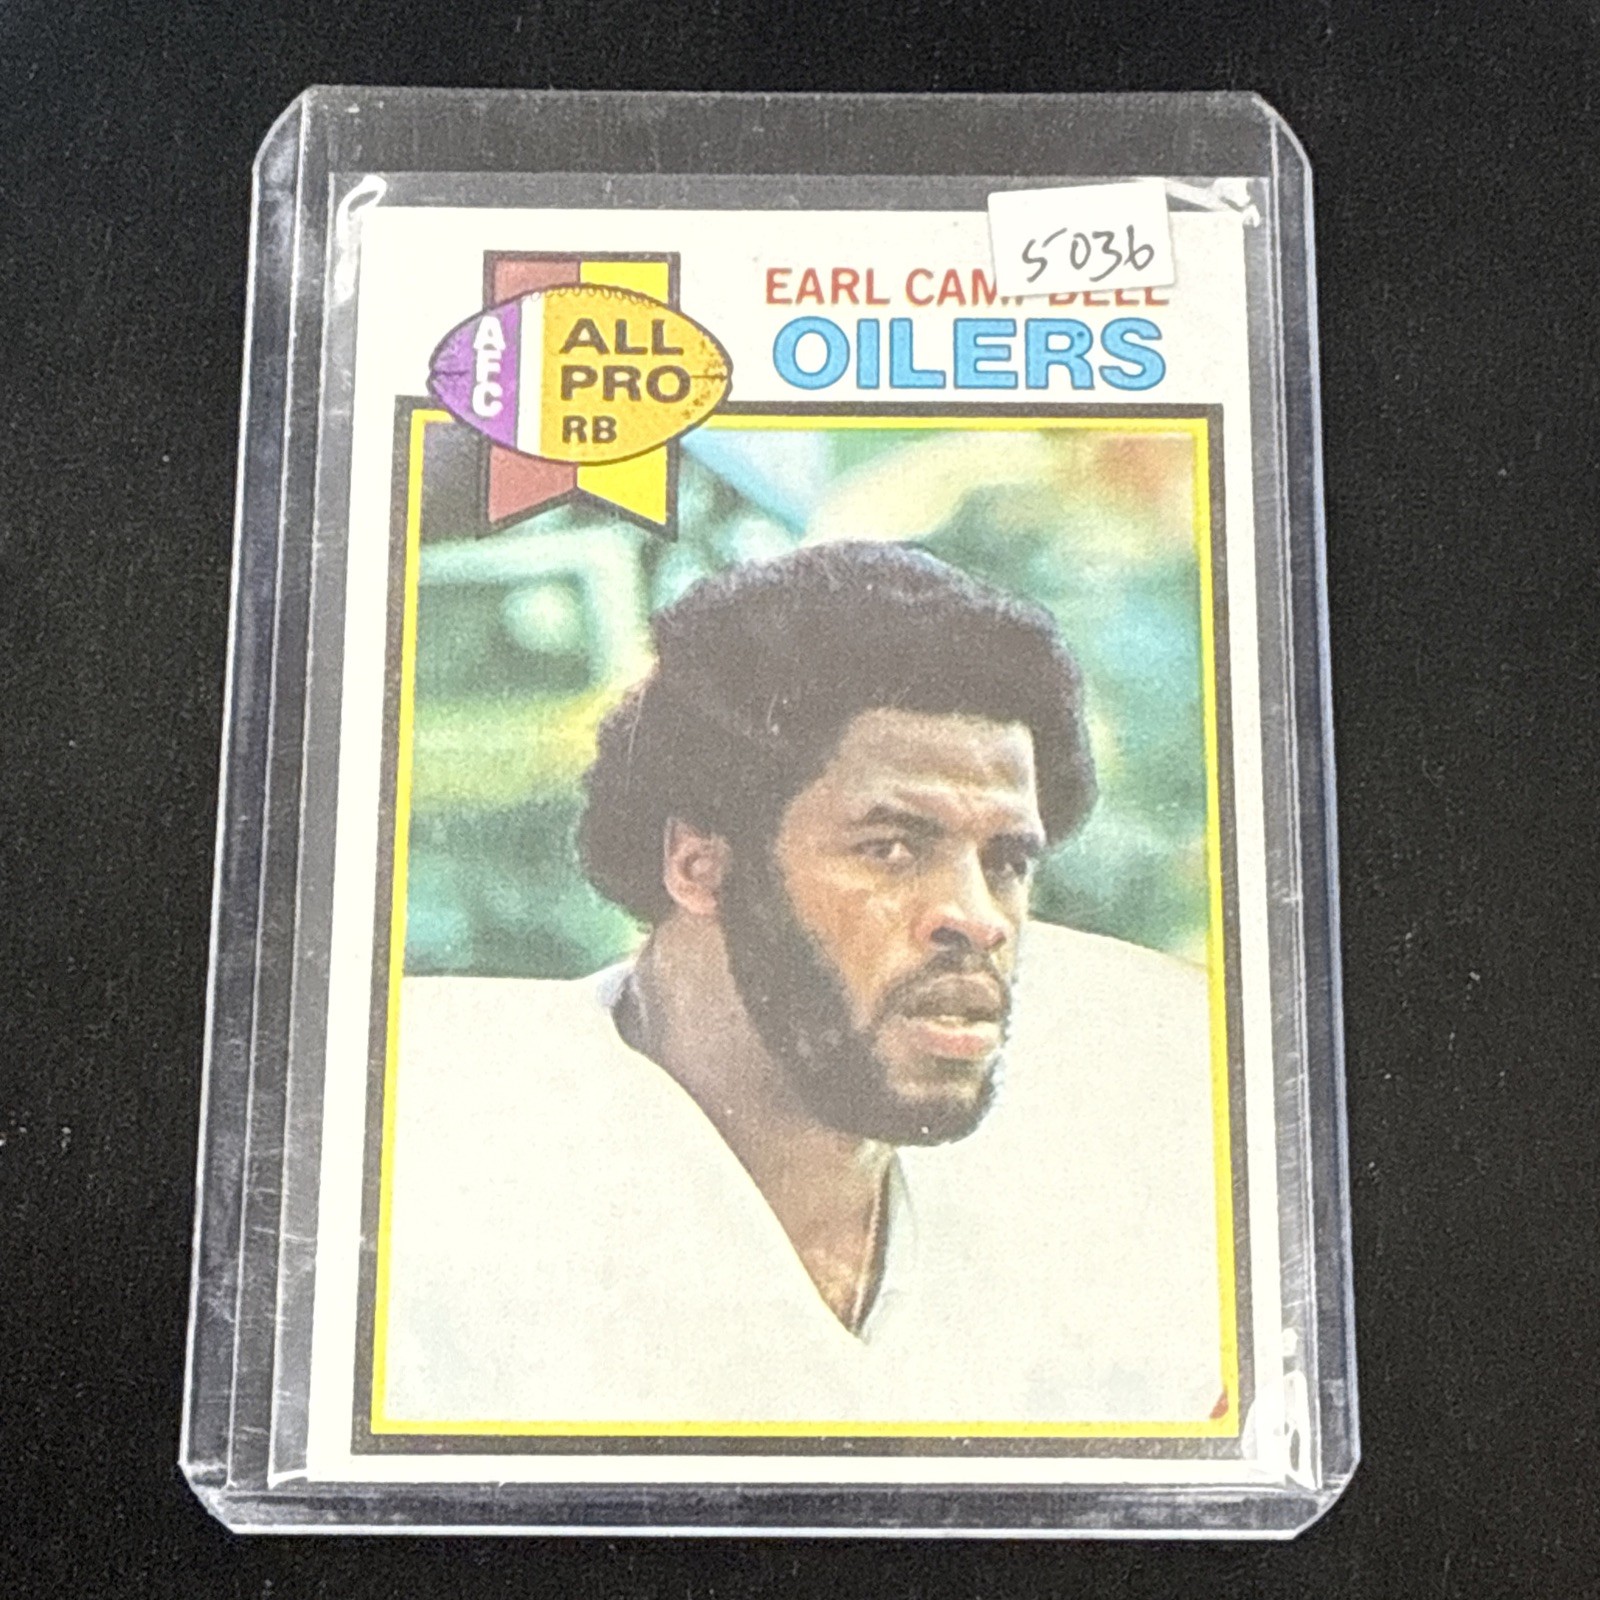 5036
EARL CAMPBELL
OILERS
AFC
ALL
PRO
RB